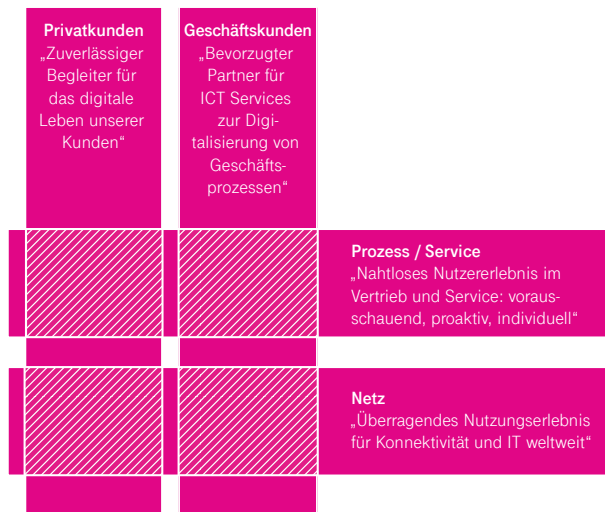 Privatkunden
„Zuverlässiger
Begleiter für
das digitale
Leben unserer
Kunden“
Geschäftskunden
„Bevorzugter
Partner für
ICT Services
zur Digi-
talisierung von
Geschäfts-
prozessen“
Prozess / Service
„Nahtloses Nutzererlebnis im
Vertrieb und Service: voraus-
schauend, proaktiv, individuell“
Netz
„Überragendes Nutzungserlebnis
für Konnektivität und IT weltweit“